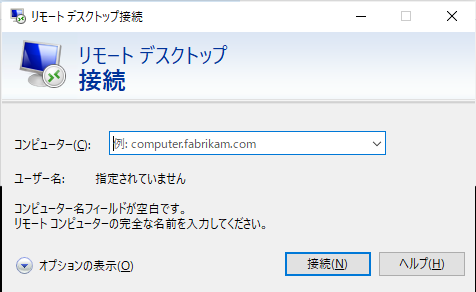 リモート デスクトップ接続
リモート デスクトップ
接続
コンピューター(C):
例: computer.fabrikam.com
ユーザー名: 指定されていません
コンピューター名フィールドが空白です。
リモート コンピューターの完全な名前を入力してください。
オプションの表示(O)
接続(N)
ヘルプ(H)